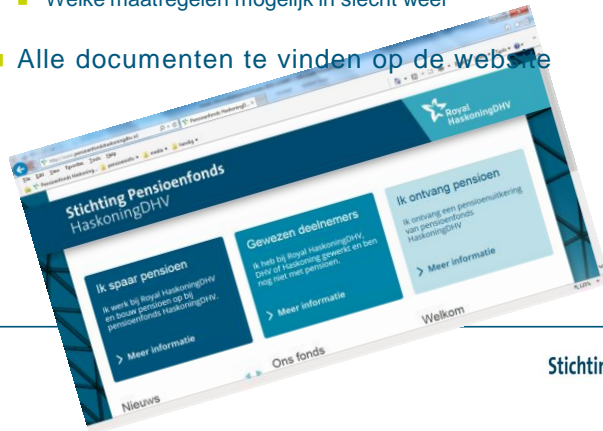 Welke maatregelen mogelijk in slecht weer
Alle documenten te vinden op de website
Royal
HaskoningDHV
Stichting Pensioenfonds
HaskoningDHV
Ik spaar pensioen
Ik werk bij Royal HaskoningDHV
en bouw pensioen op bij
pensioenfonds HaskoningDHV.
> Meer informatie
Gewezen deelnemers
Ik heb bij Royal HaskoningDHV,
DHV of Haskoning gewerkt en ben
nog niet met pensioen.
> Meer informatie
Ik ontvang pensioen
Ik ontvang een pensioenuitkering
van pensioenfonds
HaskoningDHV
> Meer informatie
Nieuws
Ons fonds
Welkom
Stichtin